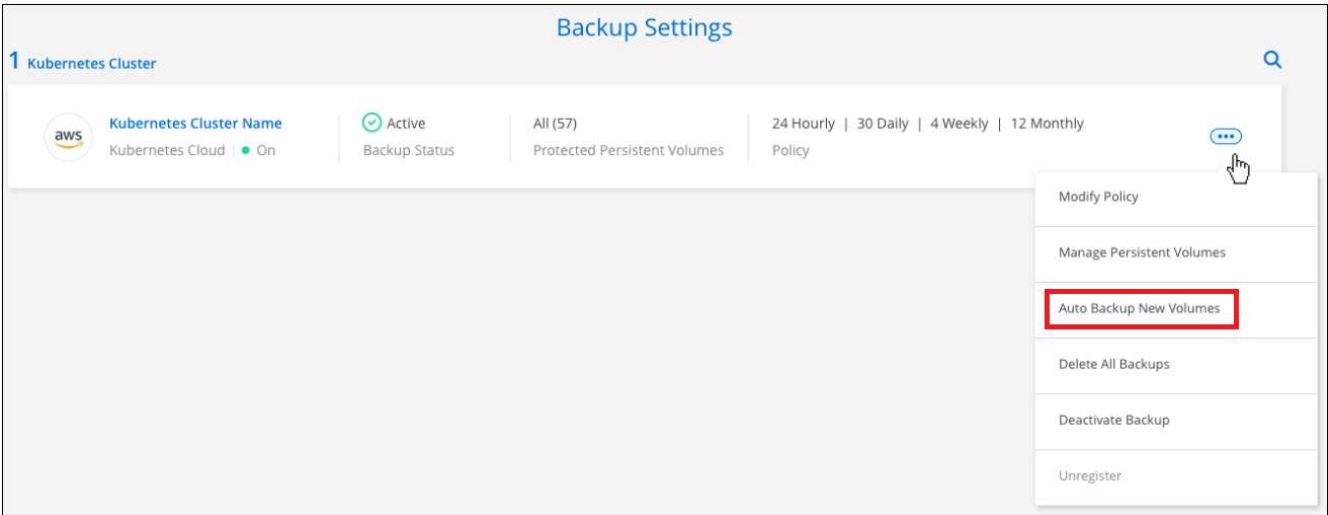 Backup Settings
1 Kubernetes Cluster
aws
Kubernetes Cluster Name
Kubernetes Cloud
On
Active
Backup Status
All (57)
Protected Persistent Volumes
24 Hourly | 30 Daily | 4 Weekly | 12 Monthly
Policy
Modify Policy
Manage Persistent Volumes
Auto Backup New Volumes
Delete All Backups
Deactivate Backup
Unregister